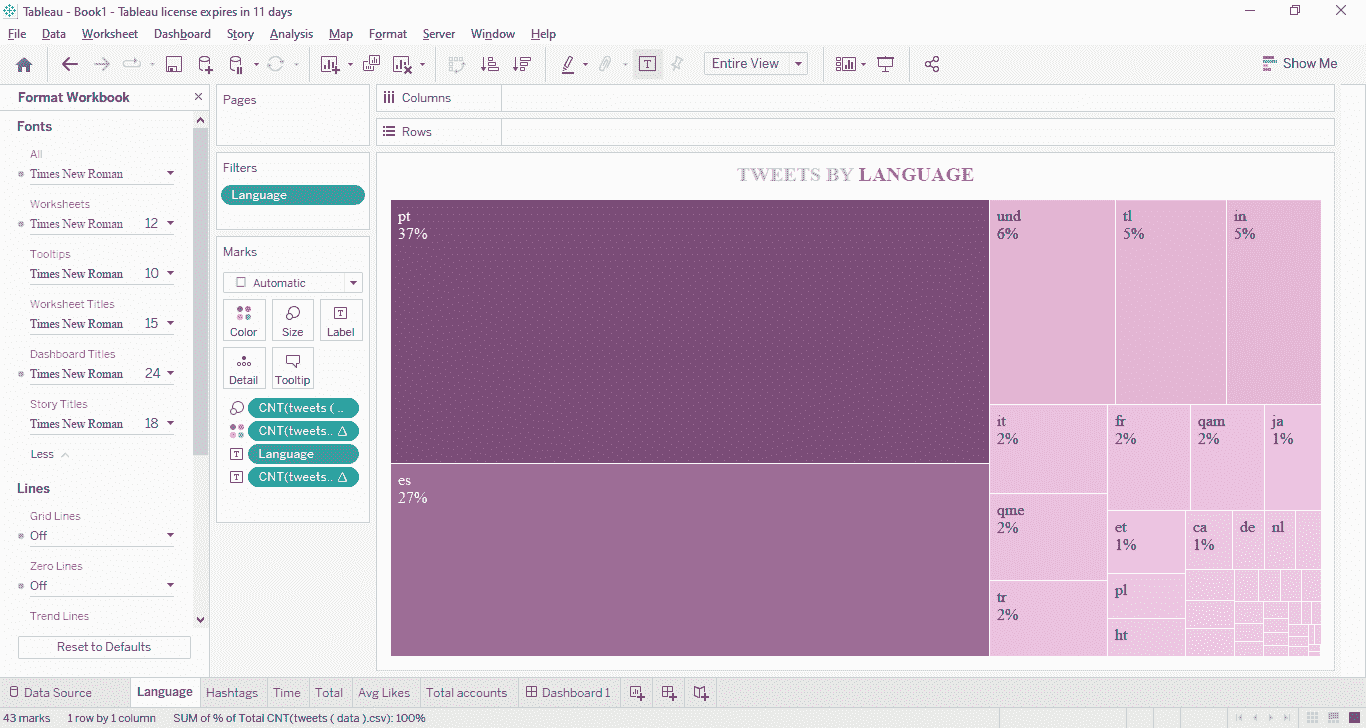 Tableau - Book1 - Tableau license expires in 11 days
File Data Worksheet Dashboard Story Analysis Map Format Server Window Help
Entire View
Show Me
Format Workbook
Fonts
All
Times New Roman
Worksheets
Times New Roman 12
Tooltips
Times New Roman 10
Worksheet Titles
Times New Roman 15
Dashboard Titles
Times New Roman 24
Story Titles
Times New Roman 18
Less
Lines
Grid Lines
Off
Zero Lines
Off
Trend Lines
Reset to Defaults
Pages
Filters
Language
Marks
Automatic
Color Size Label
Detail Tooltip
CNT(tweets ( ..
CNT(tweets.. Δ
Language
CNT(tweets.. Δ
Columns
Rows
TWEETS BY LANGUAGE
pt
37%
es
27%
und
6%
tl
5%
in
5%
it
2%
fr
2%
qam
2%
ja
1%
qme
2%
et
1%
ca
1%
de
nl
tr
2%
pl
ht
Data Source Language Hashtags Time Total Avg Likes Total accounts Dashboard 1
43 marks 1 row by 1 column SUM of % of Total CNT(tweets ( data ).csv): 100%